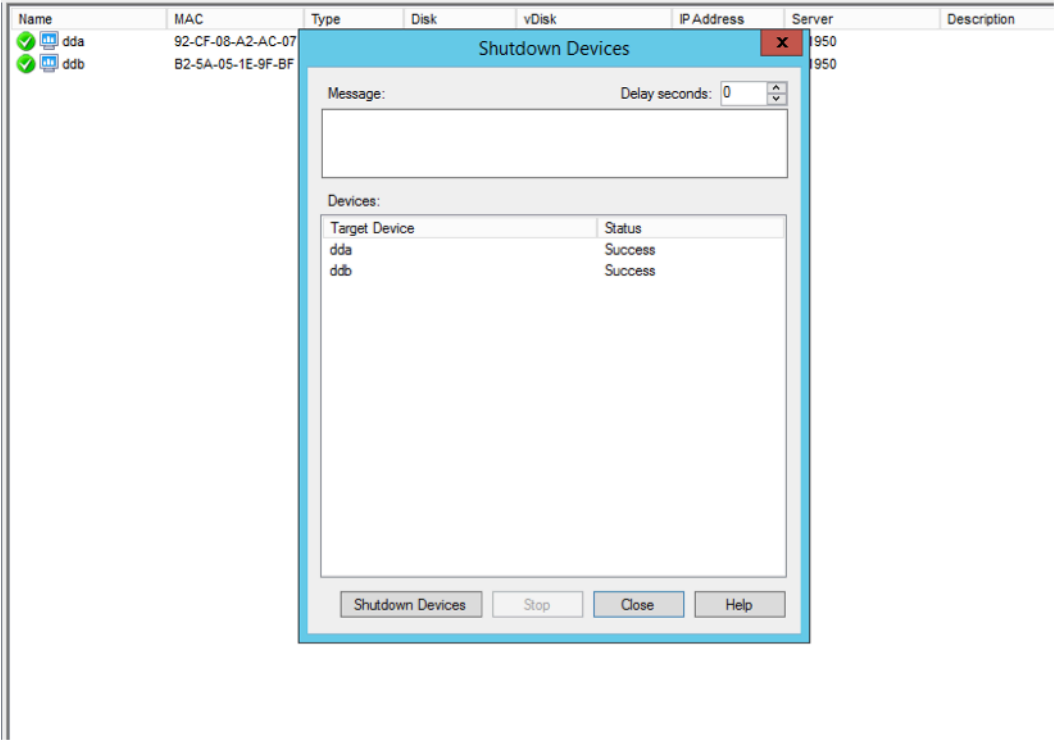 Name MAC Type Disk vDisk IP Address Server Description
dda 92-CF-08-A2-AC-07 1950
ddb B2-5A-05-1E-9F-BF 1950
Shutdown Devices x
Message: Delay seconds: 0
Devices:
Target Device Status
dda Success
ddb Success
Shutdown Devices Stop Close Help